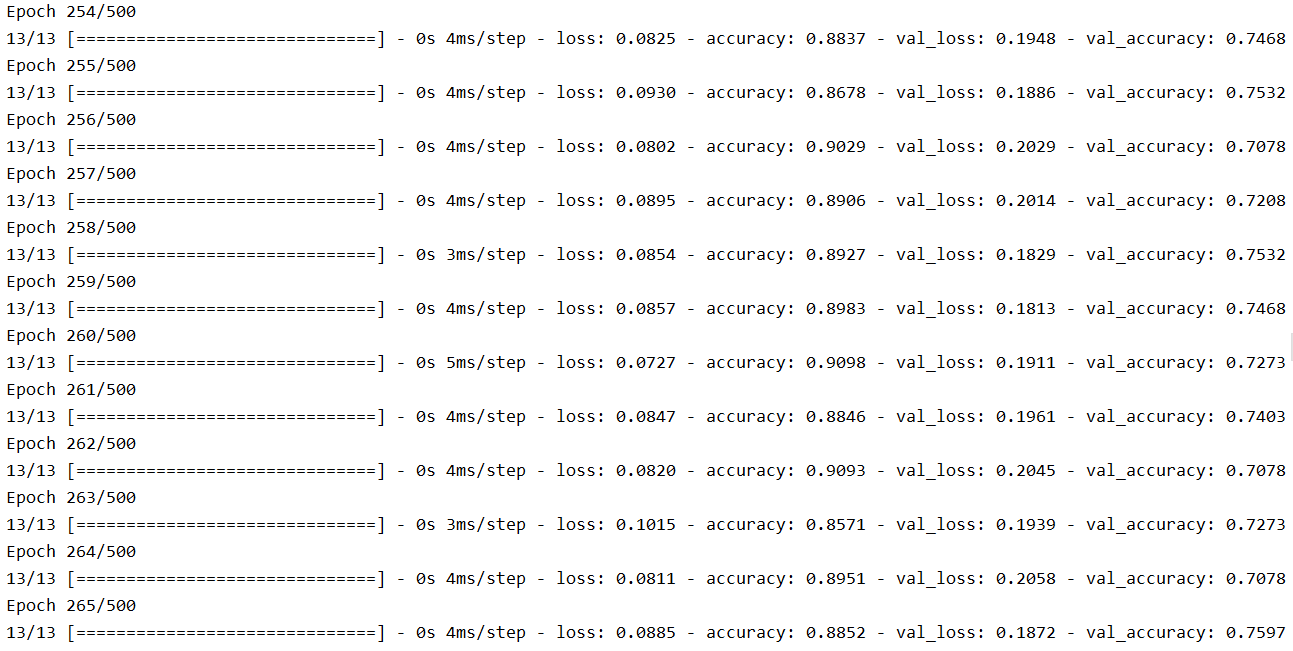 Epoch 254/500
13/13 [==============================] - 0s 4ms/step - loss: 0.0825 - accuracy: 0.8837 - val_loss: 0.1948 - val_accuracy: 0.7468
Epoch 255/500
13/13 [==============================] - 0s 4ms/step - loss: 0.0930 - accuracy: 0.8678 - val_loss: 0.1886 - val_accuracy: 0.7532
Epoch 256/500
13/13 [==============================] - 0s 4ms/step - loss: 0.0802 - accuracy: 0.9029 - val_loss: 0.2029 - val_accuracy: 0.7078
Epoch 257/500
13/13 [==============================] - 0s 4ms/step - loss: 0.0895 - accuracy: 0.8906 - val_loss: 0.2014 - val_accuracy: 0.7208
Epoch 258/500
13/13 [==============================] - 0s 3ms/step - loss: 0.0854 - accuracy: 0.8927 - val_loss: 0.1829 - val_accuracy: 0.7532
Epoch 259/500
13/13 [==============================] - 0s 4ms/step - loss: 0.0857 - accuracy: 0.8983 - val_loss: 0.1813 - val_accuracy: 0.7468
Epoch 260/500
13/13 [==============================] - 0s 5ms/step - loss: 0.0727 - accuracy: 0.9098 - val_loss: 0.1911 - val_accuracy: 0.7273
Epoch 261/500
13/13 [==============================] - 0s 4ms/step - loss: 0.0847 - accuracy: 0.8846 - val_loss: 0.1961 - val_accuracy: 0.7403
Epoch 262/500
13/13 [==============================] - 0s 4ms/step - loss: 0.0820 - accuracy: 0.9093 - val_loss: 0.2045 - val_accuracy: 0.7078
Epoch 263/500
13/13 [==============================] - 0s 3ms/step - loss: 0.1015 - accuracy: 0.8571 - val_loss: 0.1939 - val_accuracy: 0.7273
Epoch 264/500
13/13 [==============================] - 0s 4ms/step - loss: 0.0811 - accuracy: 0.8951 - val_loss: 0.2058 - val_accuracy: 0.7078
Epoch 265/500
13/13 [==============================] - 0s 4ms/step - loss: 0.0885 - accuracy: 0.8852 - val_loss: 0.1872 - val_accuracy: 0.7597